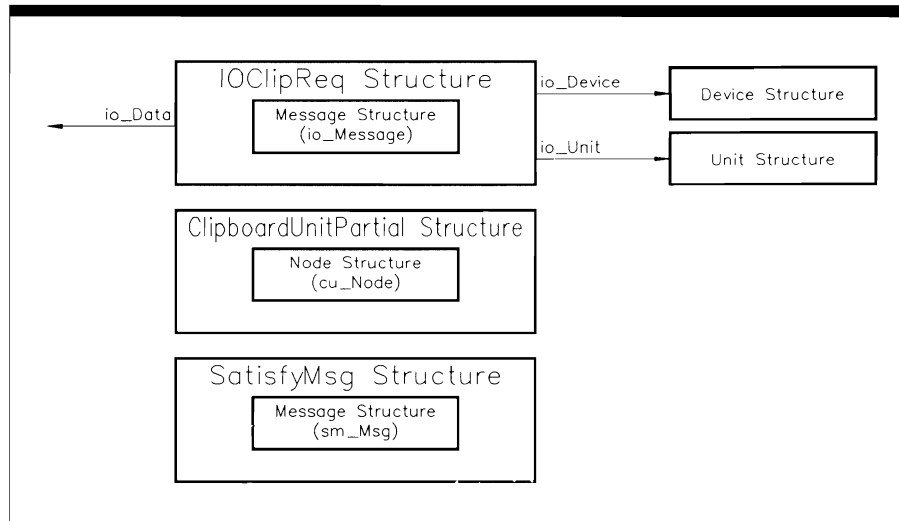 IOClipReq Structure
Message Structure
(io_Message)
io_Data
io_Device
Device Structure
io_Unit
Unit Structure
ClipboardUnitPartial Structure
Node Structure
(cu_Node)
SatisfyMsg Structure
Message Structure
(sm_Msg)